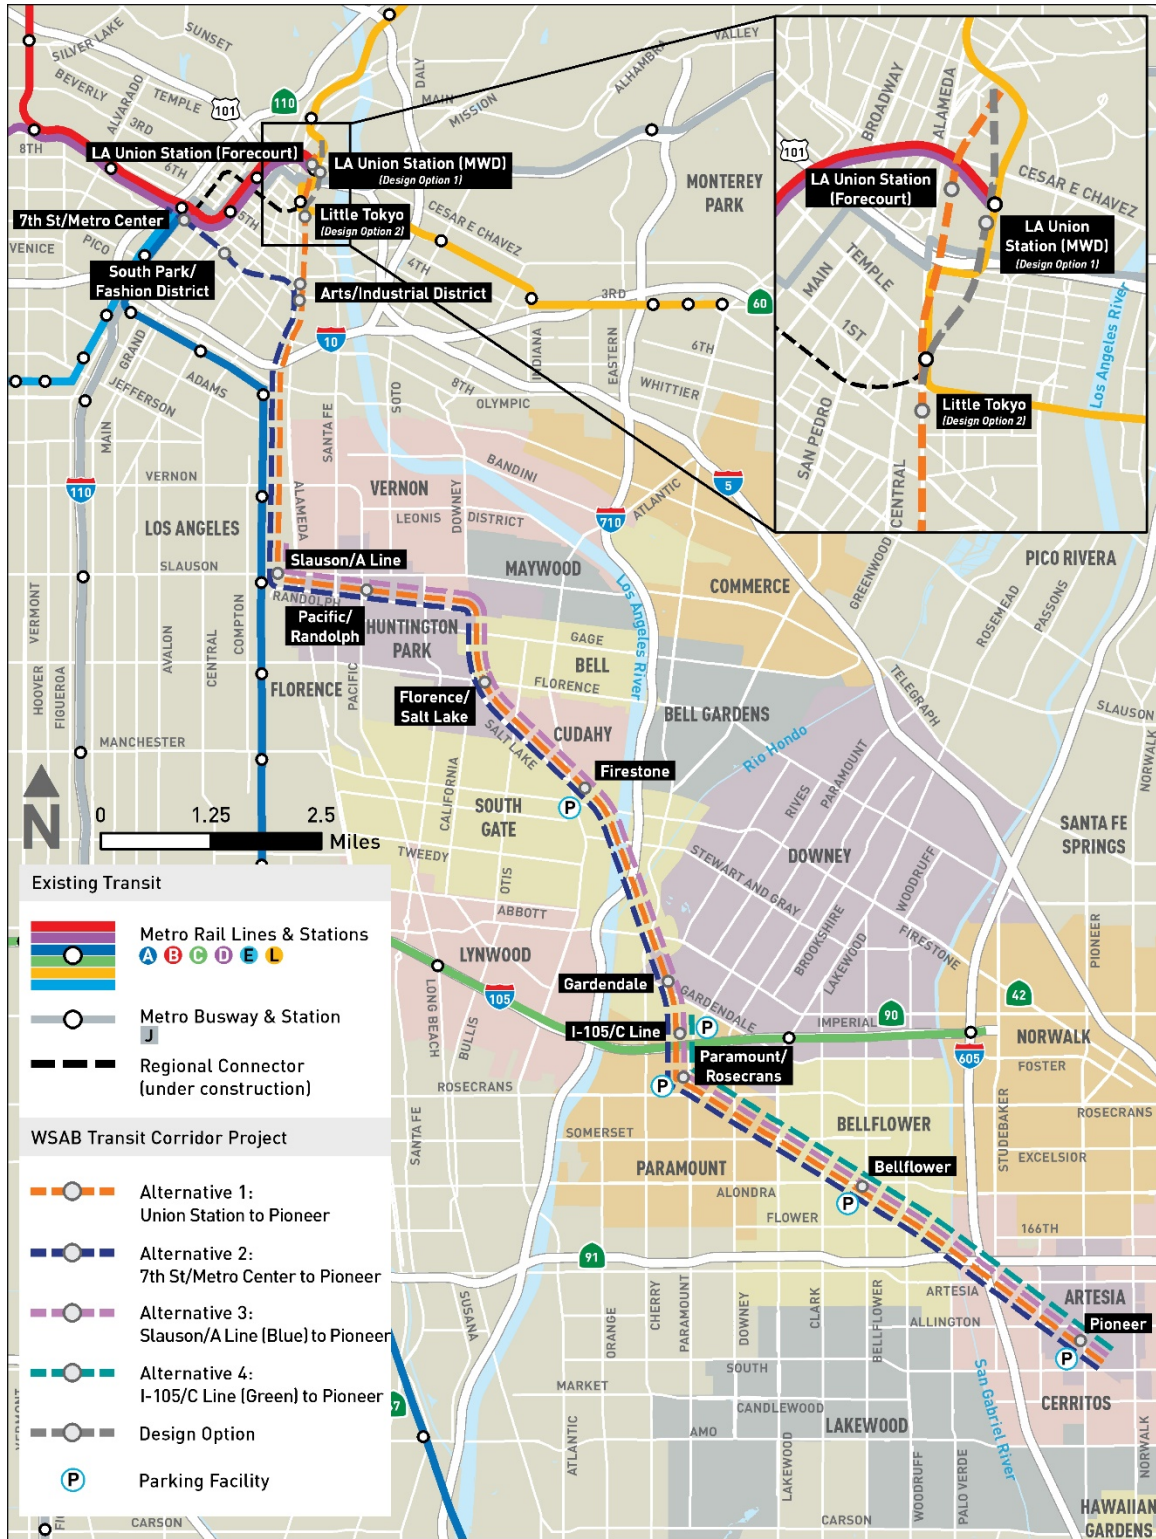 SILVER LAKE
SUNSET
BEVERLY
TEMPLE
ALVARADO
3RD
8TH
6TH
5TH
101
110
DALY
MAIN
MISSION
ALHAMBRA
VALLEY
LA Union Station (Forecourt)
LA Union Station (MWD)
(Design Option 1)
7th St/Metro Center
Little Tokyo
(Design Option 2)
CESAR E CHAVEZ
MONTEREY
PARK
VENICE
PICO
South Park/
Fashion District
4TH
Arts/Industrial District
3RD
60
10
GRAND
ADAMS
JEFFERSON
MAIN
INDIANA
EASTERN
6TH
WHITTIER
8TH
OLYMPIC
SOTO
SANTA FE
BROADWAY
ALAMEDA
101
LA Union Station
(Forecourt)
CESAR E CHAVEZ
LA Union
Station (MWD)
(Design Option 1)
MAIN
TEMPLE
1ST
Los Angeles River
Little Tokyo
(Design Option 2)
SAN PEDRO
CENTRAL
VERNON
110
LOS ANGELES
VERNON
ALAMEDA
BANDINI
LEONIS
DISTRICT
DOWNEY
ATLANTIC
5
710
SLAUSON
Slauson/A Line
MAYWOOD
COMMERCE
GREENWOOD
PICO RIVERA
RANDOLPH
Pacific/
Randolph
HUNTINGTON
PARK
Los Angeles River
ROSEMEAD
PASSONS
VERMONT
HOOVER
FIGUEROA
AVALON
CENTRAL
COMPTON
FLORENCE
PACIFIC
GAGE
BELL
FLORENCE
TELEGRAPH
SLAUSON
Florence/
Salt Lake
CUDAHY
BELL GARDENS
MANCHESTER
SALT LAKE
Rio Hondo
NORWALK
Firestone
P
N
0 1.25 2.5
Miles
CALIFORNIA
SOUTH
GATE
RIVES
PARAMOUNT
SANTA FE
SPRINGS
TWEEDY
OTIS
DOWNEY
STEWART AND GRAY
WOODRUFF
ABBOTT
BROOKSHIRE
LAKEWOOD
FIRESTONE
PIONEER
LYNWOOD
LONG BEACH
BULLIS
105
Gardendale
GARDENDALE
IMPERIAL
90
42
I-105/C Line
P
605
NORWALK
Paramount/
Rosecrans
P
FOSTER
ROSECRANS
ROSECRANS
SANTA FE
SOMERSET
BELLFLOWER
STUDEBAKER
EXCELSIOR
PARAMOUNT
Bellflower
ALONDRA
P
FLOWER
166TH
91
SUSANA
ORANGE
CHERRY
PARAMOUNT
DOWNEY
CLARK
BELLFLOWER
ARTESIA
ARTESIA
ALLINGTON
Pioneer
P
SOUTH
MARKET
CANDLEWOOD
San Gabriel River
CERRITOS
AMO
LAKEWOOD
47
ATLANTIC
LAKEWOOD
WOODRUFF
PALO VERDE
NORWALK
CARSON
HAWAIIAN
GARDENS
Existing Transit
Metro Rail Lines & Stations
A B C D E L
Metro Busway & Station
J
Regional Connector
(under construction)
WSAB Transit Corridor Project
Alternative 1:
Union Station to Pioneer
Alternative 2:
7th St/Metro Center to Pioneer
Alternative 3:
Slauson/A Line (Blue) to Pioneer
Alternative 4:
I-105/C Line (Green) to Pioneer
Design Option
P
Parking Facility
CARSON